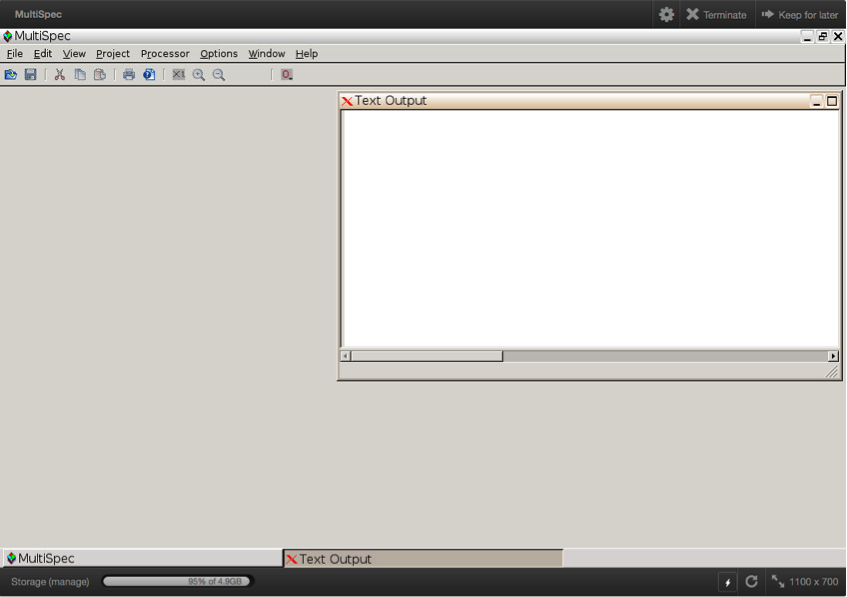 MultiSpec
Terminate
Keep for later
MultiSpec
File Edit View Project Processor Options Window Help
X1
Text Output
MultiSpec
Text Output
Storage (manage)
95% of 4.9GB
1100 x 700